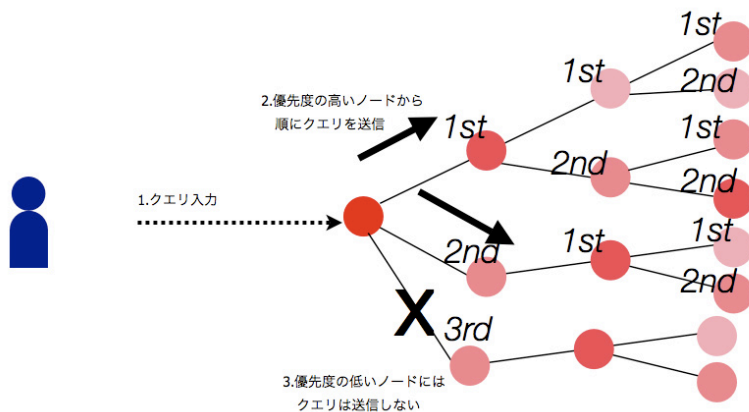 1st
1st
2nd
2.優先度の高いノードから
順にクエリを送信
1st
1st
2nd
2nd
1.クエリ入力
1st
1st
2nd
2nd
3rd
3.優先度の低いノードには
クエリは送信しない
X